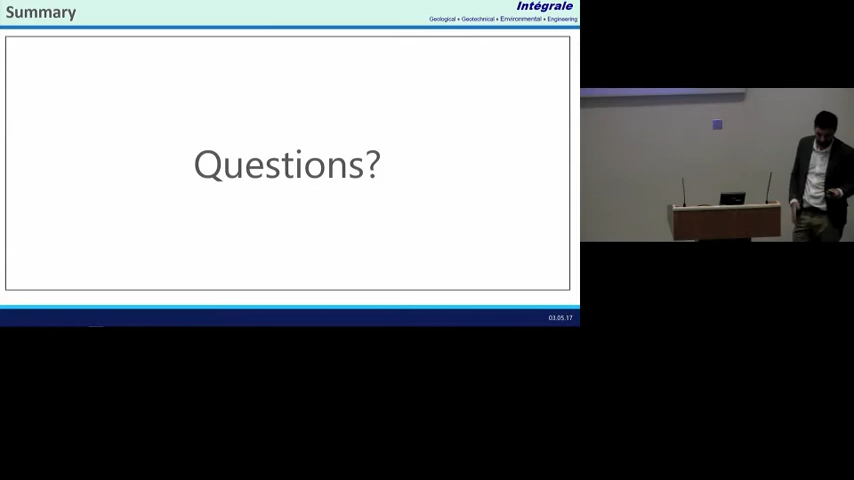 Summary
Intégrale
Geological • Geotechnical • Environmental • Engineering
Questions?
03.05.17